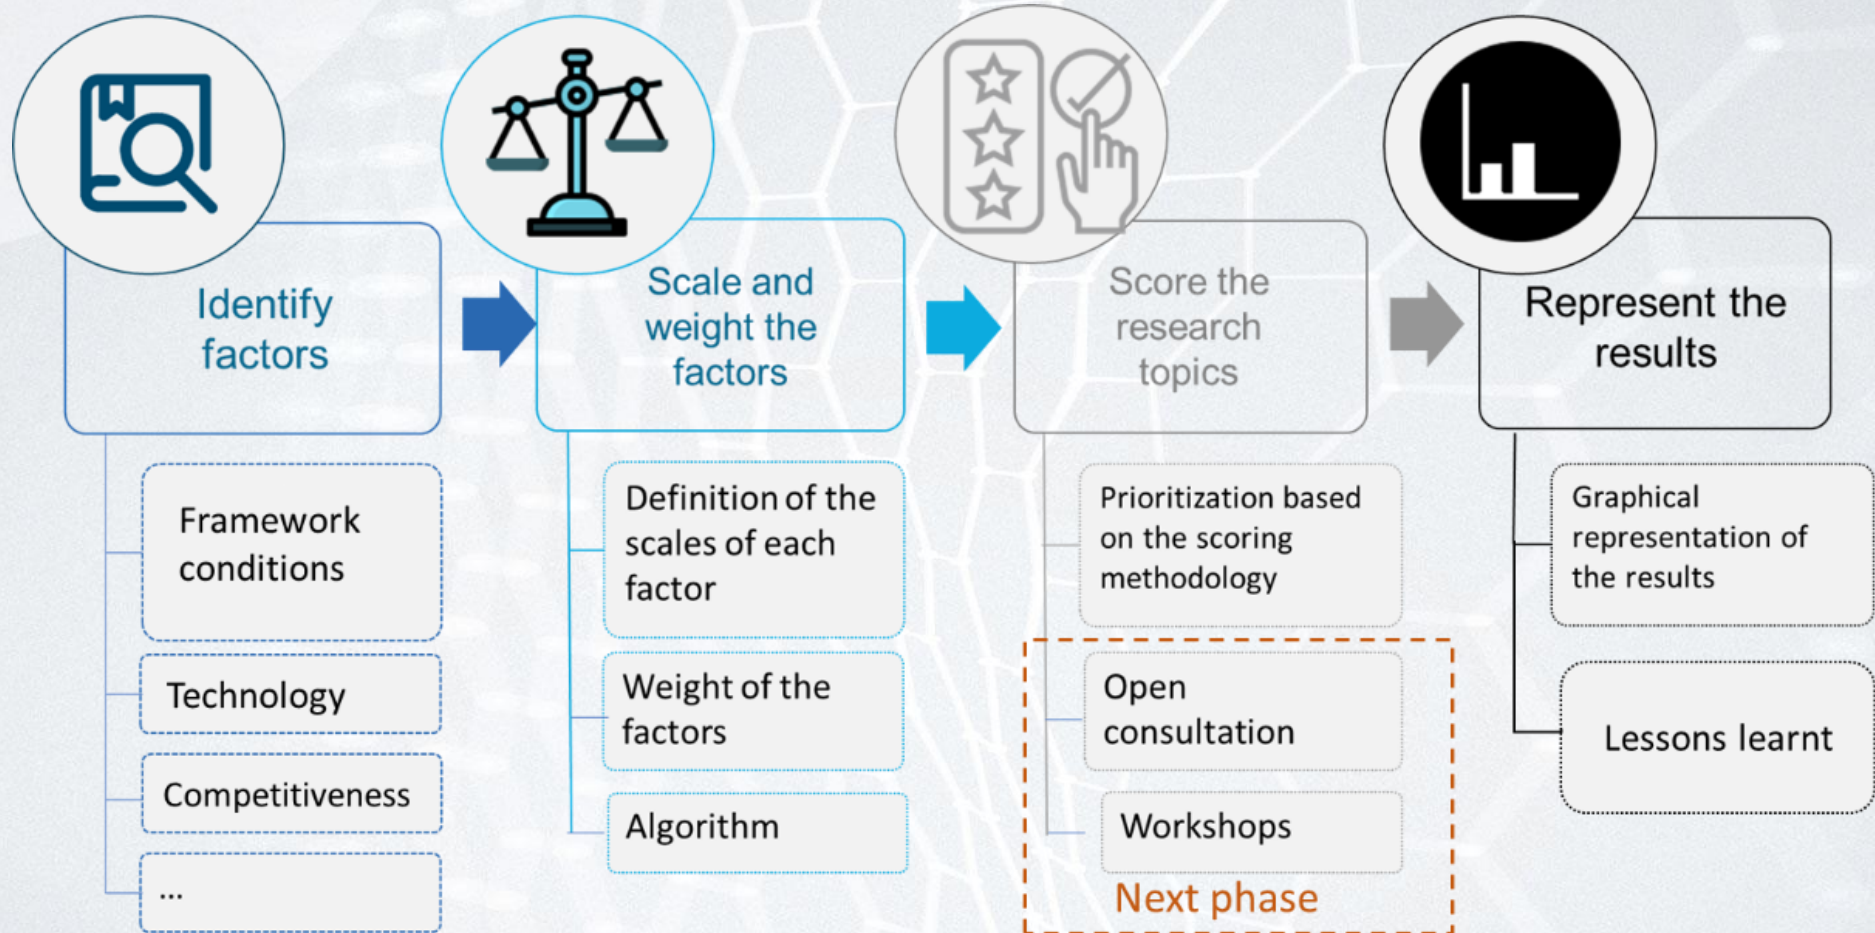 Identify
factors
Scale and
weight the
factors
Score the
research
topics
Represent the
results
Framework
conditions
Technology
Competitiveness
...
Definition of the
scales of each
factor
Weight of the
factors
Algorithm
Prioritization based
on the scoring
methodology
Open
consultation
Workshops
Next phase
Graphical
representation of
the results
Lessons learnt